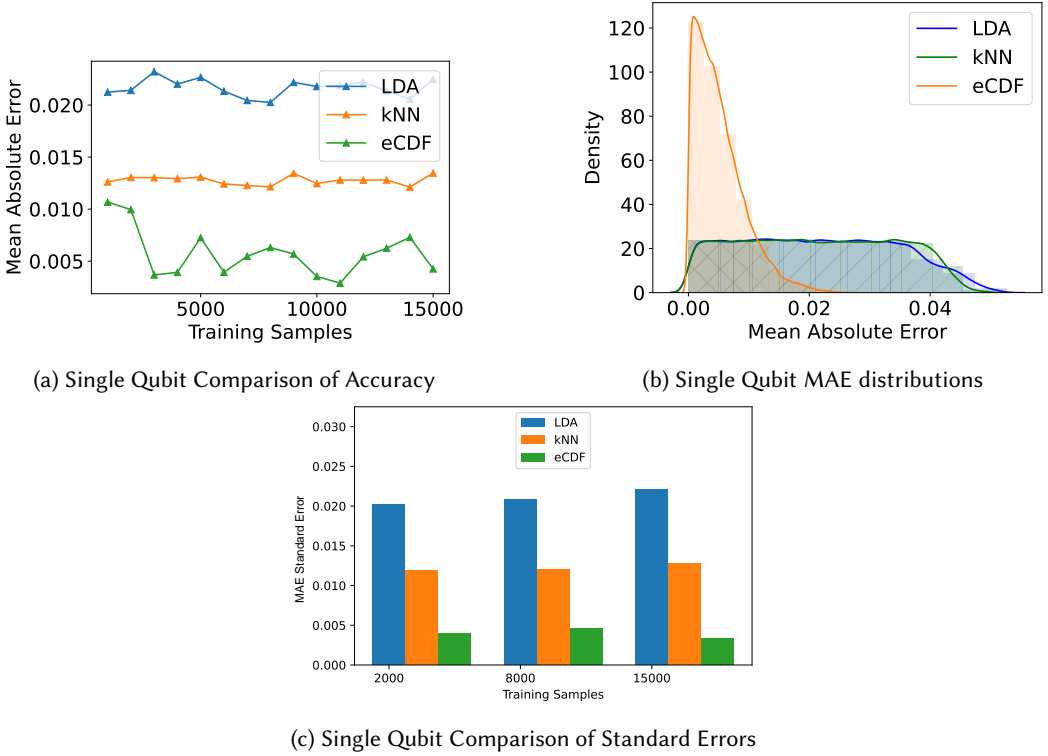 Mean Absolute Error
0.020
0.015
0.010
0.005
LDA
kNN
eCDF
5000 10000 15000
Training Samples
(a) Single Qubit Comparison of Accuracy
Density
120
100
80
60
40
20
0
LDA
kNN
eCDF
0.00 0.02 0.04
Mean Absolute Error
(b) Single Qubit MAE distributions
MAE Standard Error
0.030
0.025
0.020
0.015
0.010
0.005
0.000
LDA
kNN
eCDF
2000 8000 15000
Training Samples
(c) Single Qubit Comparison of Standard Errors